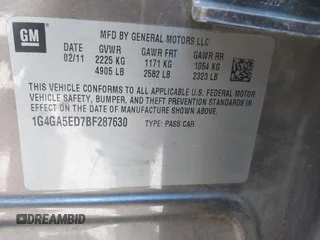 GM
MFD BY GENERAL MOTORS LLC
DATE GVWR GAWR FRT GAWR RR
02/11 2225 KG 1171 KG 1054 KG
4905 LB 2582 LB 2323 LB
THIS VEHICLE CONFORMS TO ALL APPLICABLE U.S. FEDERAL MOTOR
VEHICLE SAFETY, BUMPER, AND THEFT PREVENTION STANDARDS
IN EFFECT ON THE DATE OF MANUFACTURE SHOWN ABOVE.
1G4GA5ED7BF287630 TYPE: PASS CAR
DREAMBID